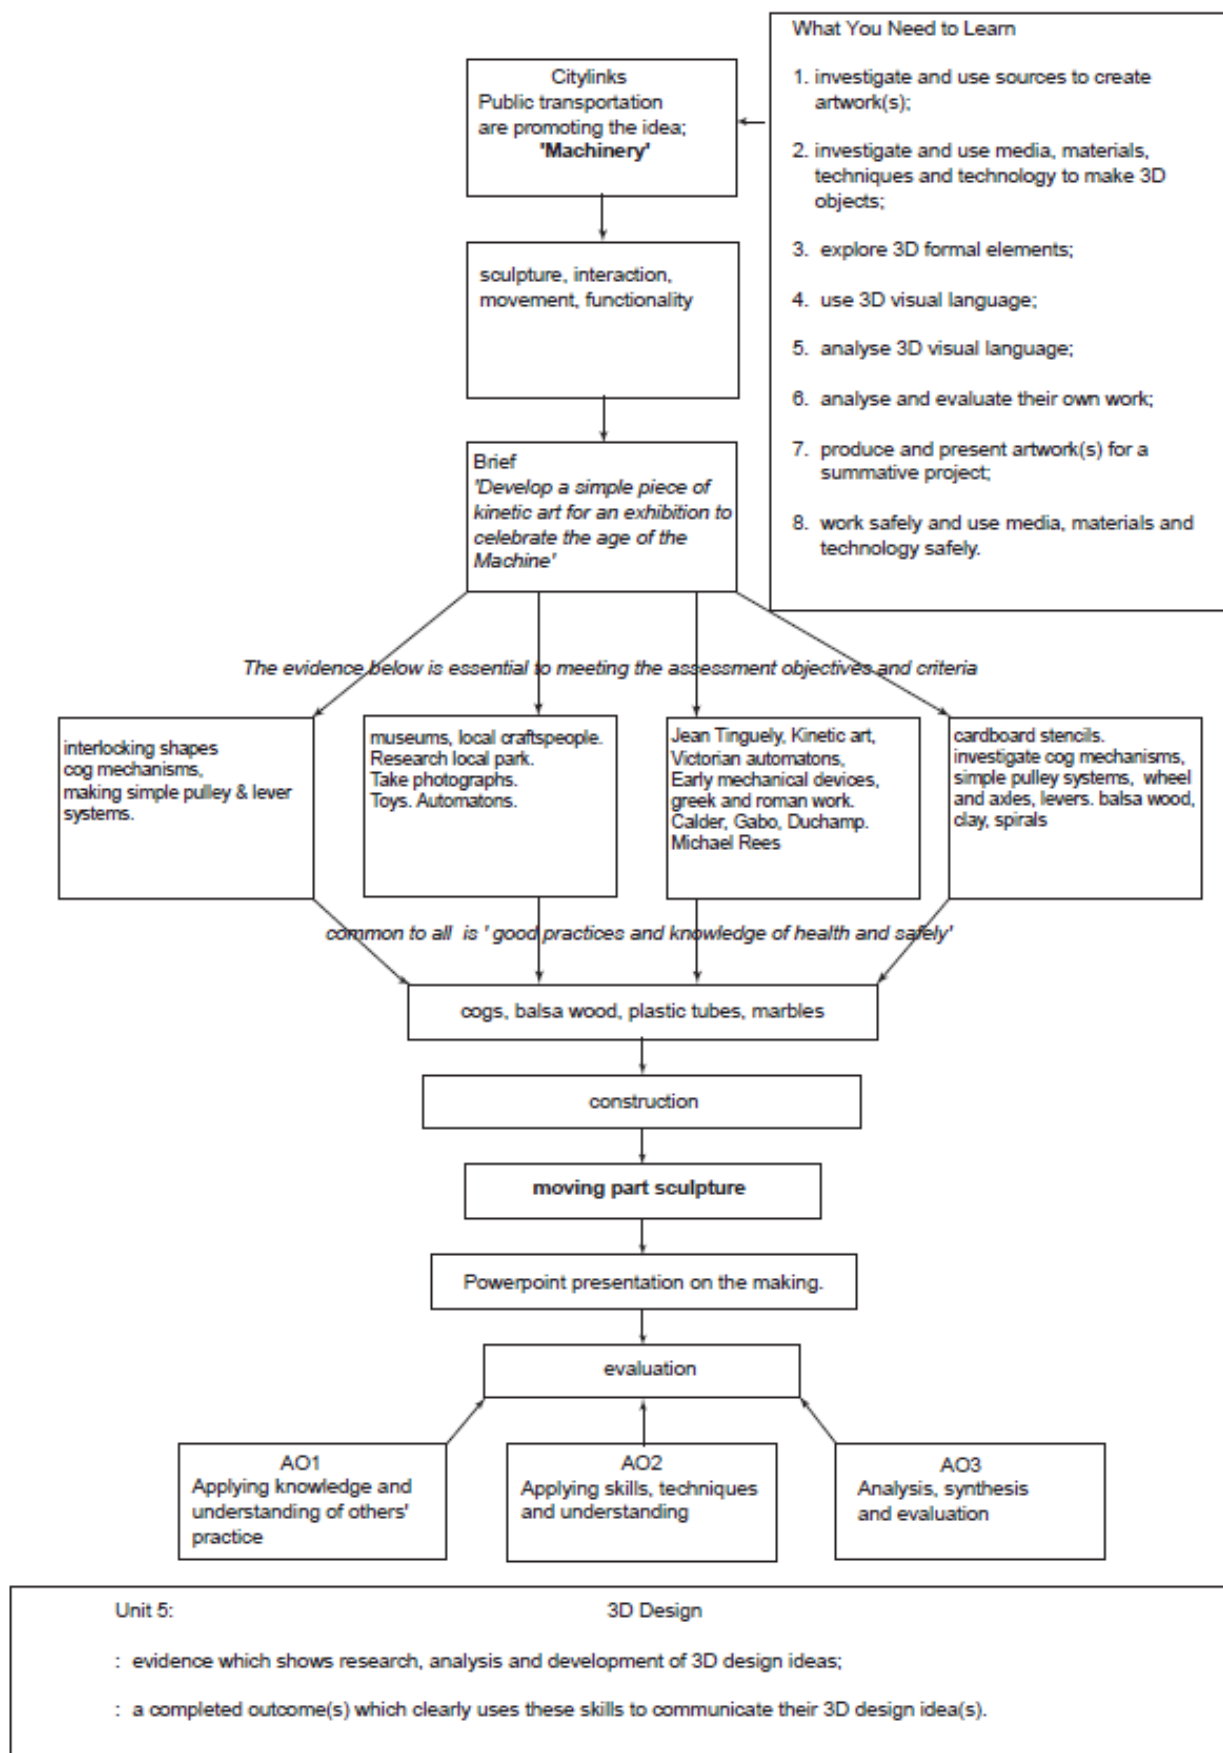 Citylinks
Public transportation
are promoting the idea;
'Machinery'
What You Need to Learn
1. investigate and use sources to create
artwork(s);
2. investigate and use media, materials,
techniques and technology to make 3D
objects;
3. explore 3D formal elements;
4. use 3D visual language;
5. analyse 3D visual language;
6. analyse and evaluate their own work;
7. produce and present artwork(s) for a
summative project;
8. work safely and use media, materials and
technology safely.
sculpture, interaction,
movement, functionality
Brief
'Develop a simple piece of
kinetic art for an exhibition to
celebrate the age of the
Machine'
The evidence below is essential to meeting the assessment objectives and criteria
interlocking shapes
cog mechanisms,
making simple pulley & lever
systems.
museums, local craftspeople.
Research local park.
Take photographs.
Toys. Automatons.
Jean Tinguely, Kinetic art,
Victorian automatons,
Early mechanical devices,
greek and roman work.
Calder, Gabo, Duchamp.
Michael Rees
cardboard stencils.
investigate cog mechanisms,
simple pulley systems, wheel
and axles, levers. balsa wood,
clay, spirals
common to all is ' good practices and knowledge of health and safely'
cogs, balsa wood, plastic tubes, marbles
construction
moving part sculpture
Powerpoint presentation on the making.
evaluation
AO1
Applying knowledge and
understanding of others'
practice
AO2
Applying skills, techniques
and understanding
AO3
Analysis, synthesis
and evaluation
Unit 5: 3D Design
: evidence which shows research, analysis and development of 3D design ideas;
: a completed outcome(s) which clearly uses these skills to communicate their 3D design idea(s).